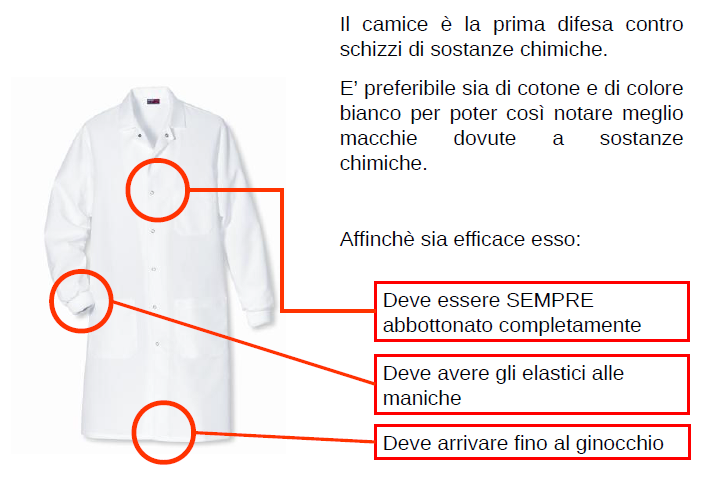 Il camice è la prima difesa contro
schizzi di sostanze chimiche.
E’ preferibile sia di cotone e di colore
bianco per poter così notare meglio
macchie dovute a sostanze
chimiche.
Affinchè sia efficace esso:
Deve essere SEMPRE
abbottonato completamente
Deve avere gli elastici alle
maniche
Deve arrivare fino al ginocchio